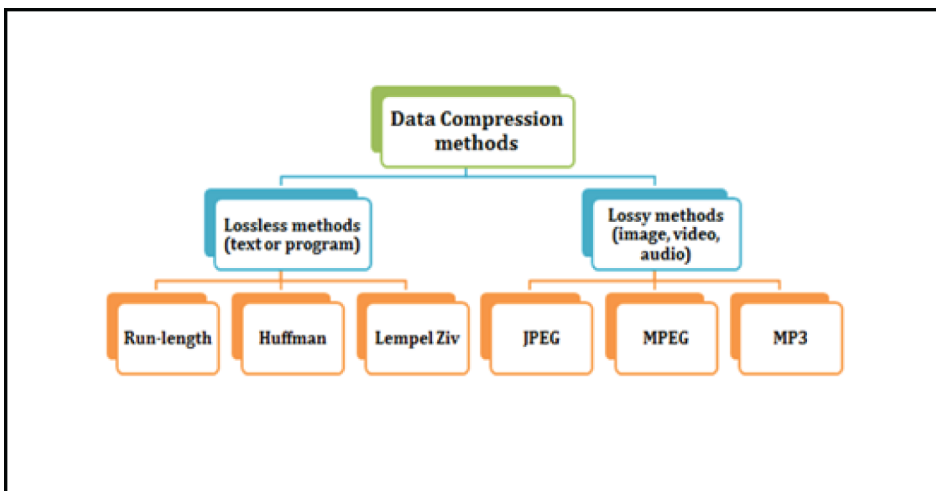 Data Compression
methods
Lossless methods
(text or program)
Lossy methods
(image, video,
audio)
Run-length
Huffman
Lempel Ziv
JPEG
MPEG
MP3